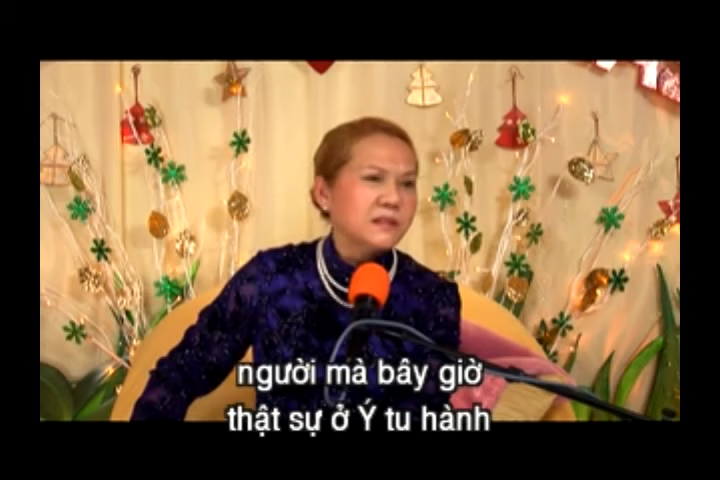 người mà bây giờ
thật sự ở Ý tu hành